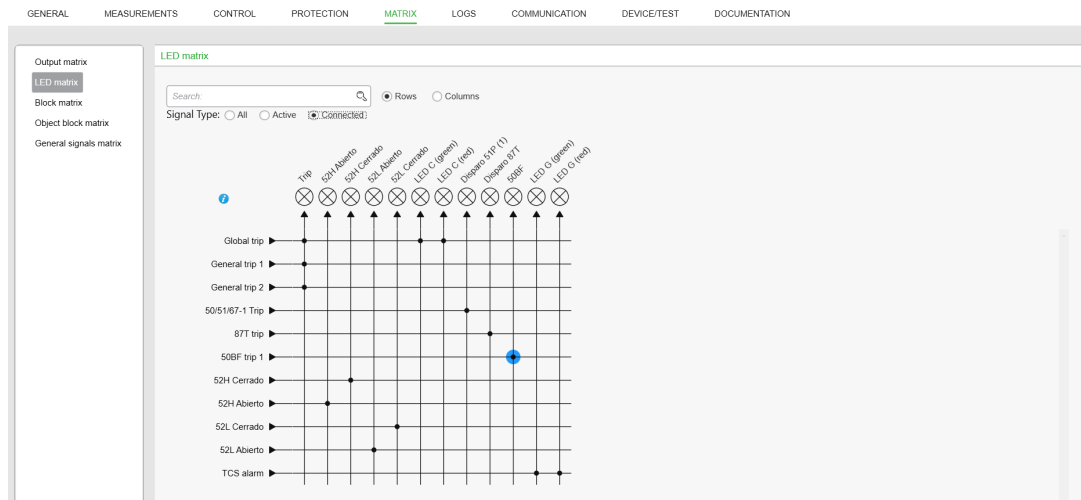 GENERAL MEASUREMENTS CONTROL PROTECTION MATRIX LOGS COMMUNICATION DEVICE/TEST DOCUMENTATION
Output matrix
LED matrix
Block matrix
Object block matrix
General signals matrix
LED matrix
Search: Rows Columns
Signal Type: All Active Connected
Trip
52H Abierto
52H Cerrado
52L Abierto
52L Cerrado
LED C (green)
LED C (red)
Disparo 51P (1)
Disparo 87T
50BF
LED G (green)
LED G (red)
i
Global trip
General trip 1
General trip 2
50/51/67-1 Trip
87T trip
50BF trip 1
52H Cerrado
52H Abierto
52L Cerrado
52L Abierto
TCS alarm